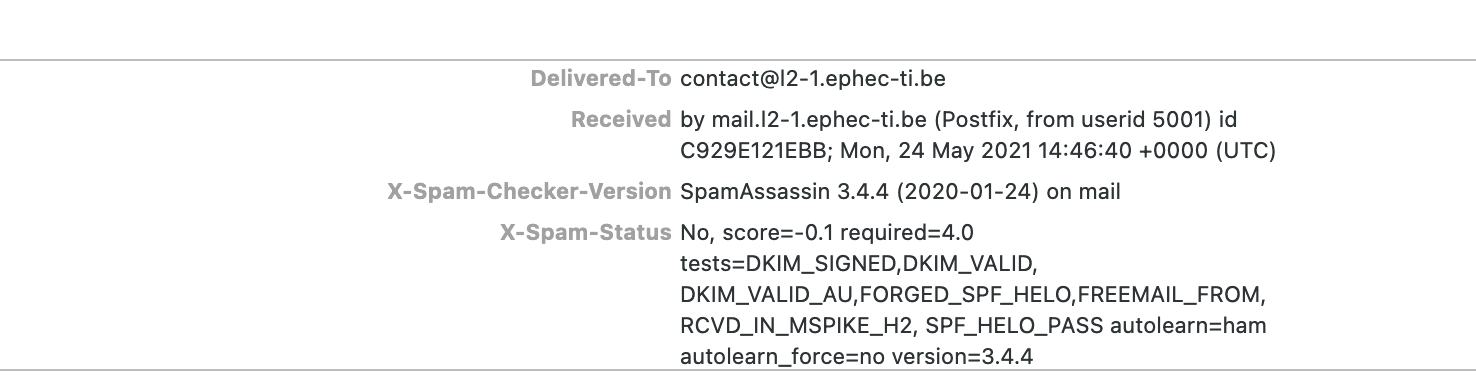 Delivered-To contact@l2-1.ephec-ti.be
Received by mail.l2-1.ephec-ti.be (Postfix, from userid 5001) id
C929E121EBB; Mon, 24 May 2021 14:46:40 +0000 (UTC)
X-Spam-Checker-Version SpamAssassin 3.4.4 (2020-01-24) on mail
X-Spam-Status No, score=-0.1 required=4.0
tests=DKIM_SIGNED,DKIM_VALID,
DKIM_VALID_AU,FORGED_SPF_HELO,FREEMAIL_FROM,
RCVD_IN_MSPIKE_H2, SPF_HELO_PASS autolearn=ham
autolearn_force=no version=3.4.4